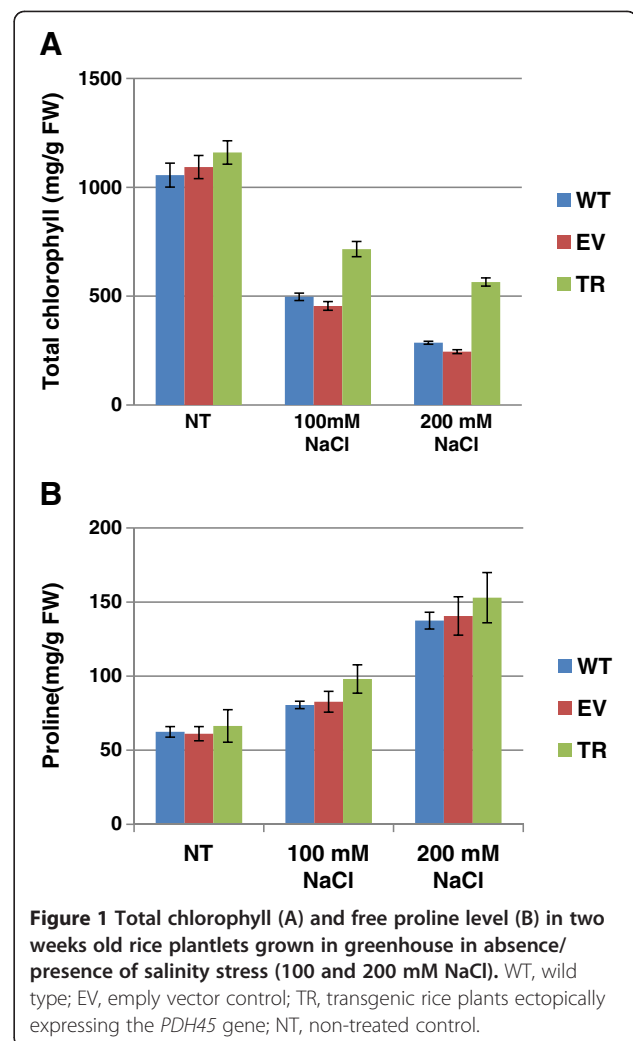 A
1500
1000
500
0
Total chlorophyll (mg/g FW)
NT
100mM
NaCl
200 mM
NaCl
WT
EV
TR
B
200
150
100
50
0
Proline(mg/g FW)
NT
100 mM
NaCl
200 mM
NaCl
WT
EV
TR
Figure 1 Total chlorophyll (A) and free proline level (B) in two
weeks old rice plantlets grown in greenhouse in absence/
presence of salinity stress (100 and 200 mM NaCl). WT, wild
type; EV, emply vector control; TR, transgenic rice plants ectopically
expressing the PDH45 gene; NT, non-treated control.